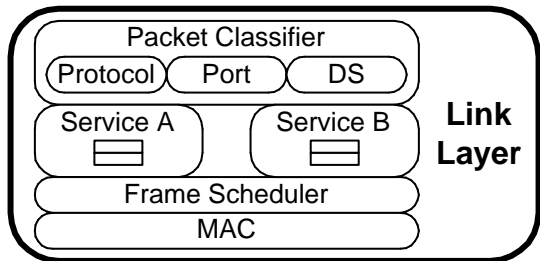 Packet Classifier
Protocol Port DS
Service A Service B
Link
Layer
Frame Scheduler
MAC